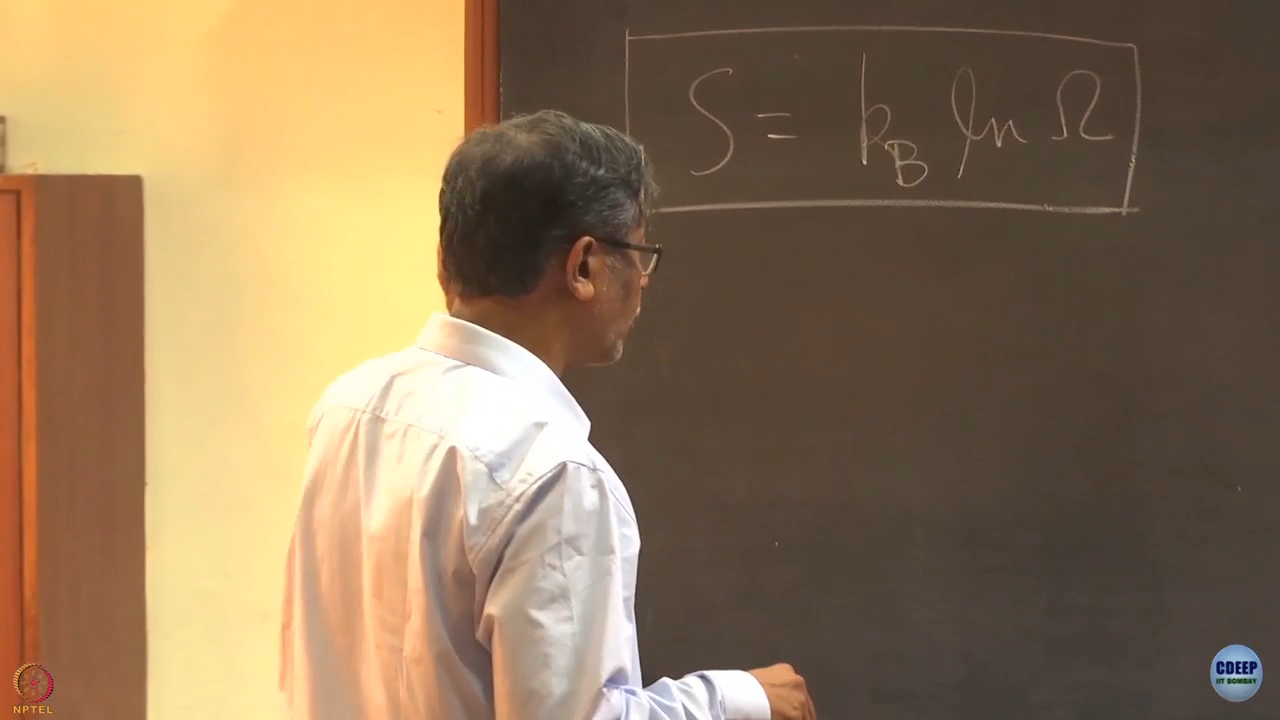 S = k_B ln Ω
NPTEL
CDEEP
IIT BOMBAY